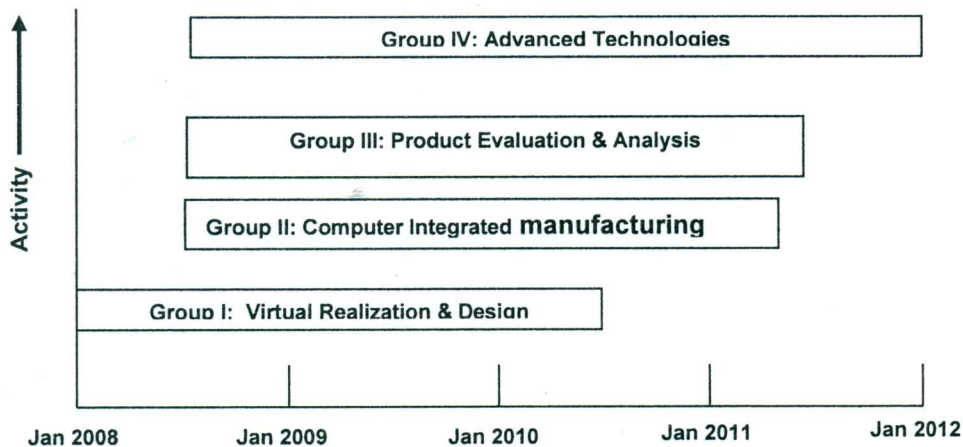 Group IV: Advanced Technologies
Group III: Product Evaluation & Analysis
Group II: Computer Integrated manufacturing
Group I: Virtual Realization & Design
Activity
Jan 2008 Jan 2009 Jan 2010 Jan 2011 Jan 2012